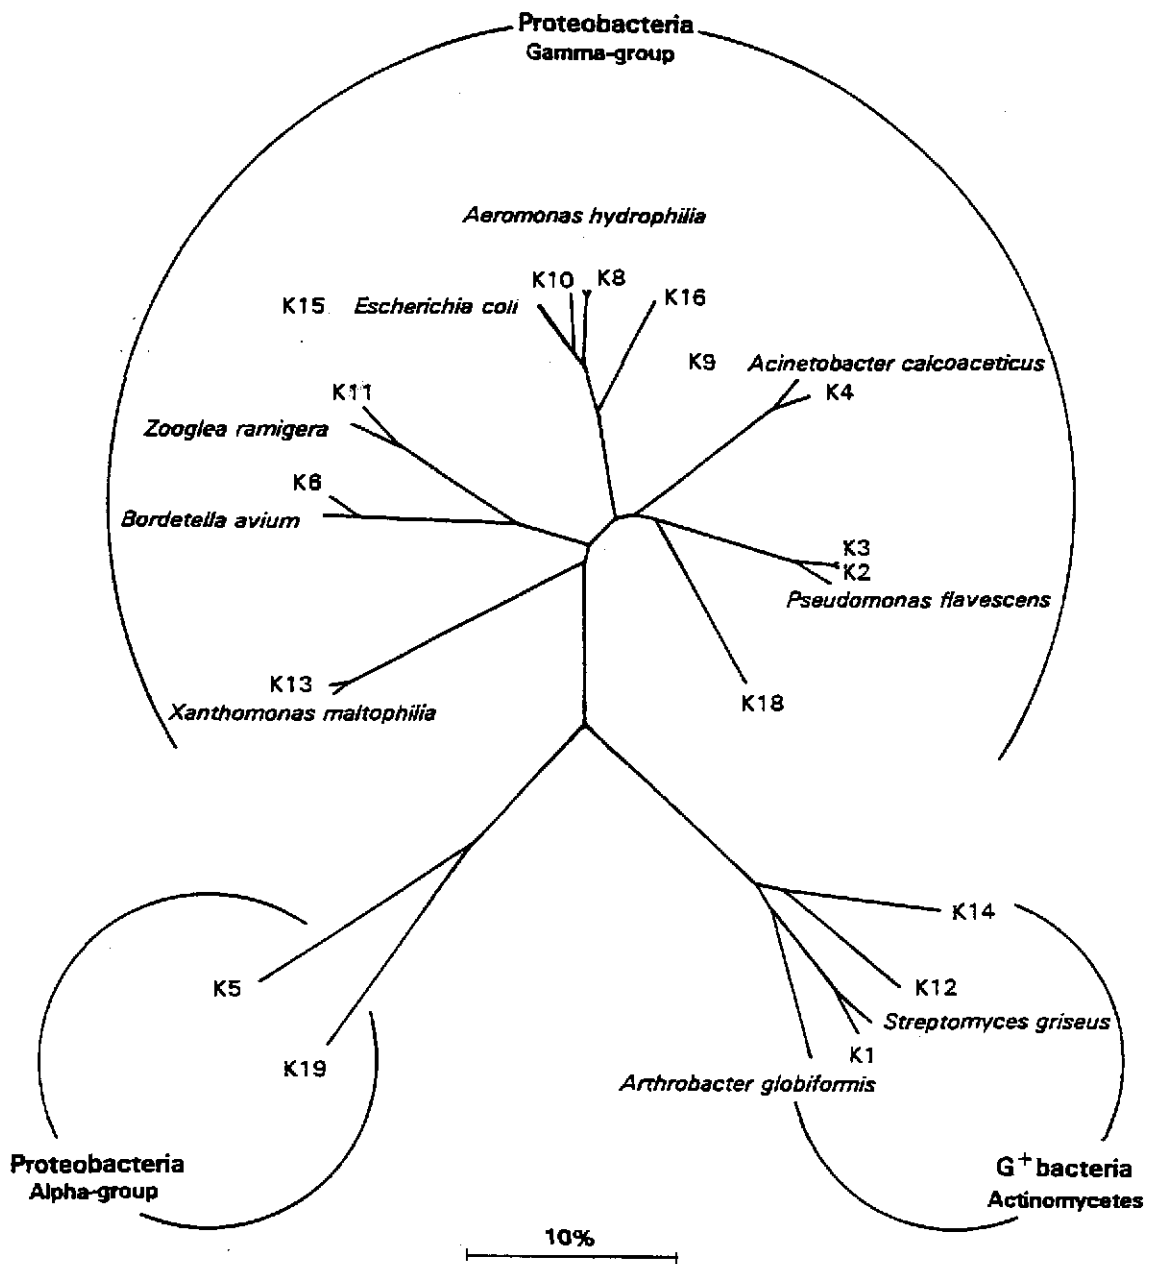 Proteobacteria
Gamma-group
Aeromonas hydrophilia
K10 K8
K15 Escherichia coli K16
K9 Acinetobacter calcoaceticus
K11 K4
Zooglea ramigera
K6
Bordetella avium
K3
K2
Pseudomonas flavescens
K13 K18
Xanthomonas maltophilia
K14
K5 K12
Streptomyces griseus
K19 K1
Arthrobacter globiformis
Proteobacteria
Alpha-group
G+ bacteria
Actinomycetes
10%